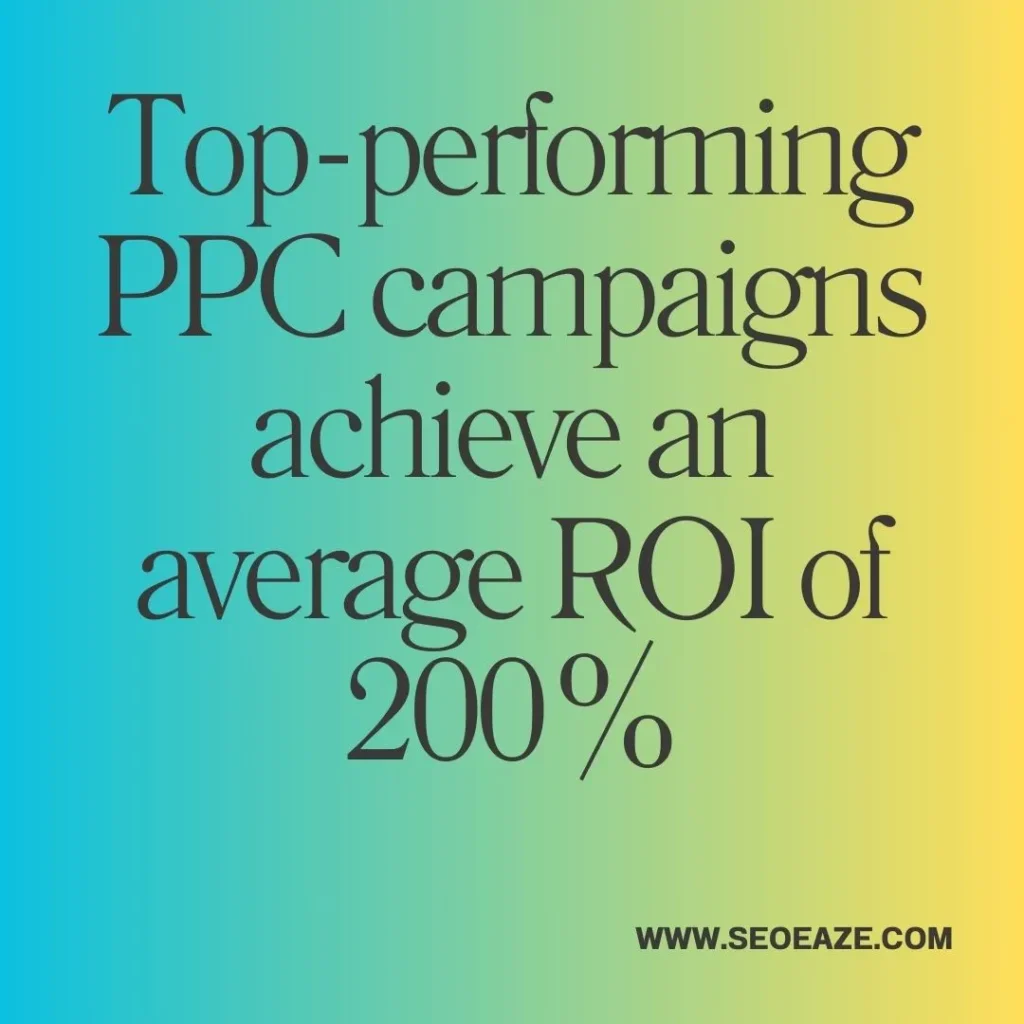 Top-performing
PPC campaigns
achieve an
average ROI of
200%
WWW.SEOEAZE.COM